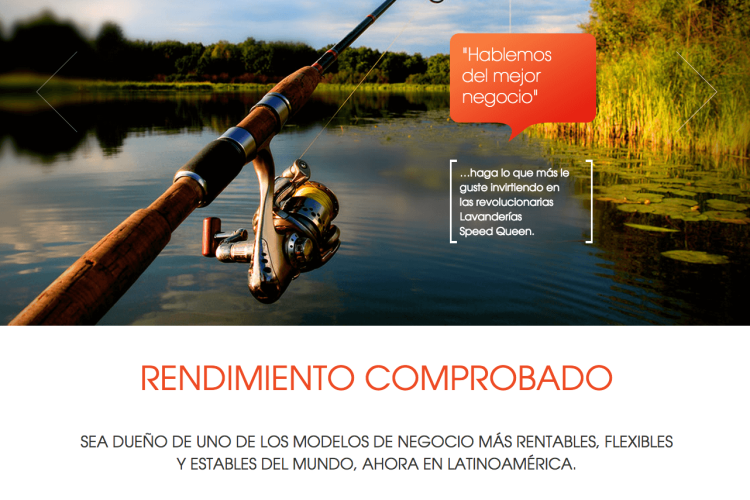 "Hablemos
del mejor
negocio"
...haga lo que más le
guste invirtiendo en
las revolucionarias
Lavanderías
Speed Queen.
RENDIMIENTO COMPROBADO
SEA DUEÑO DE UNO DE LOS MODELOS DE NEGOCIO MÁS RENTABLES, FLEXIBLES
Y ESTABLES DEL MUNDO, AHORA EN LATINOAMÉRICA.